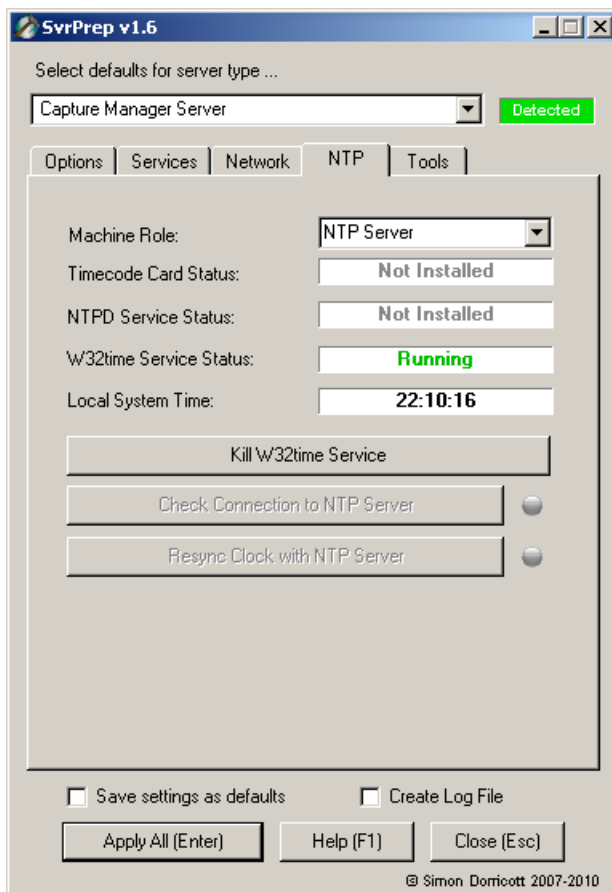 SvrPrep v1.6
Select defaults for server type ...
Capture Manager Server Detected
Options Services Network NTP Tools
Machine Role: NTP Server
Timecode Card Status: Not Installed
NTPD Service Status: Not Installed
W32time Service Status: Running
Local System Time: 22:10:16
Kill W32time Service
Check Connection to NTP Server
Resync Clock with NTP Server
Save settings as defaults Create Log File
Apply All (Enter) Help (F1) Close (Esc)
© Simon Dorricott 2007-2010